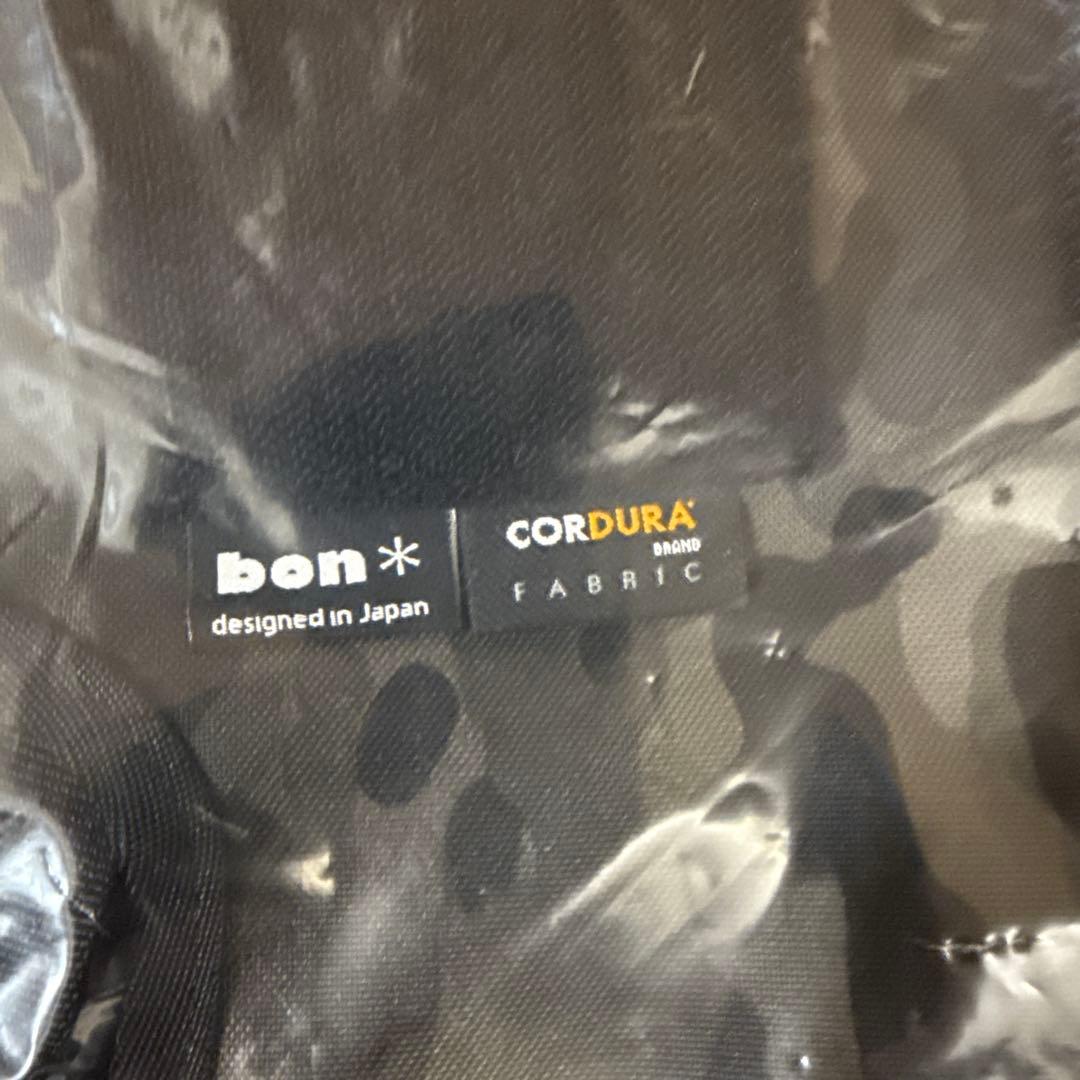 bon*
designed in Japan
CORDURA®
BRAND
FABRIC